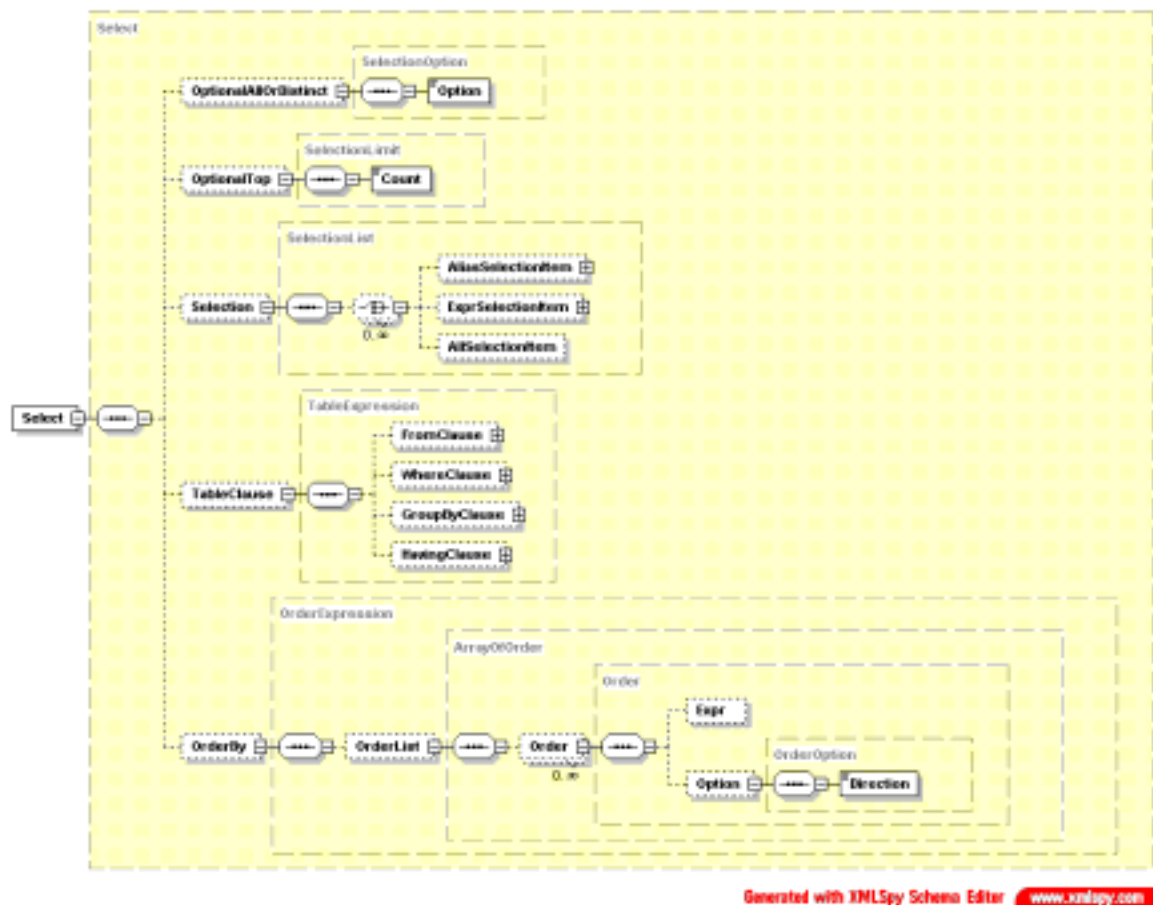 Select
SelectionOption
OptionalAllOrDistinct
Option
SelectionLimit
OptionalTop
Count
SelectionList
AliasSelectionItem
Selection
ExprSelectionItem
0..∞
AllSelectionItem
TableExpression
Select
FromClause
WhereClause
TableClause
GroupByClause
HavingClause
OrderExpression
ArrayOfOrder
Order
Expr
OrderBy
OrderList
Order
0..∞
OrderOption
Option
Direction
Generated with XMLSpy Schema Editor www.xmlspy.com